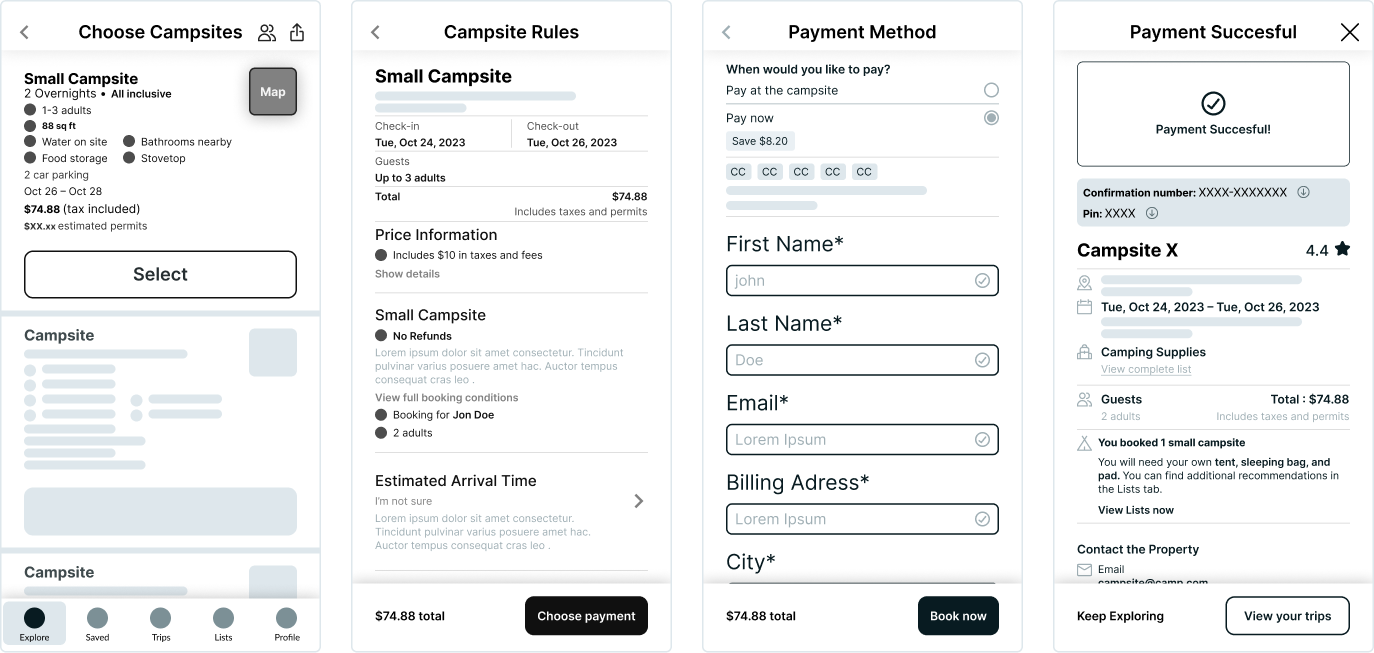 Choose Campsites
Small Campsite
2 Overnights • All inclusive
Map
1-3 adults
88 sq ft
Water on site
Bathrooms nearby
Food storage
Stovetop
2 car parking
Oct 26 – Oct 28
$74.88 (tax included)
$XX.xx estimated permits
Select
Campsite
Campsite
Explore
Saved
Trips
Lists
Profile
Campsite Rules
Small Campsite
Check-in
Check-out
Tue, Oct 24, 2023
Tue, Oct 26, 2023
Guests
Up to 3 adults
Total
$74.88
Includes taxes and permits
Price Information
Includes $10 in taxes and fees
Show details
Small Campsite
No Refunds
Lorem ipsum dolor sit amet consectetur. Tincidunt
pulvinar varius posuere amet hac. Auctor tempus
consequat cras leo .
View full booking conditions
Booking for Jon Doe
2 adults
Estimated Arrival Time
I'm not sure
Lorem ipsum dolor sit amet consectetur.
Tincidunt pulvinar varius posuere amet hac.
Auctor tempus consequat cras leo .
$74.88 total
Choose payment
Payment Method
When would you like to pay?
Pay at the campsite
Pay now
Save $8.20
CC CC CC CC CC
First Name*
john
Last Name*
Doe
Email*
Lorem Ipsum
Billing Adress*
Lorem Ipsum
City*
$74.88 total
Book now
Payment Succesful
Payment Succesful!
Confirmation number: XXXX-XXXXXXX
Pin: XXXX
Campsite X
4.4
Tue, Oct 24, 2023 – Tue, Oct 26, 2023
Camping Supplies
View complete list
Guests
Total : $74.88
2 adults
Includes taxes and permits
You booked 1 small campsite
You will need your own tent, sleeping bag, and
pad. You can find additional recommendations in
the Lists tab.
View Lists now
Contact the Property
Email
campsite@camp.com
Keep Exploring
View your trips